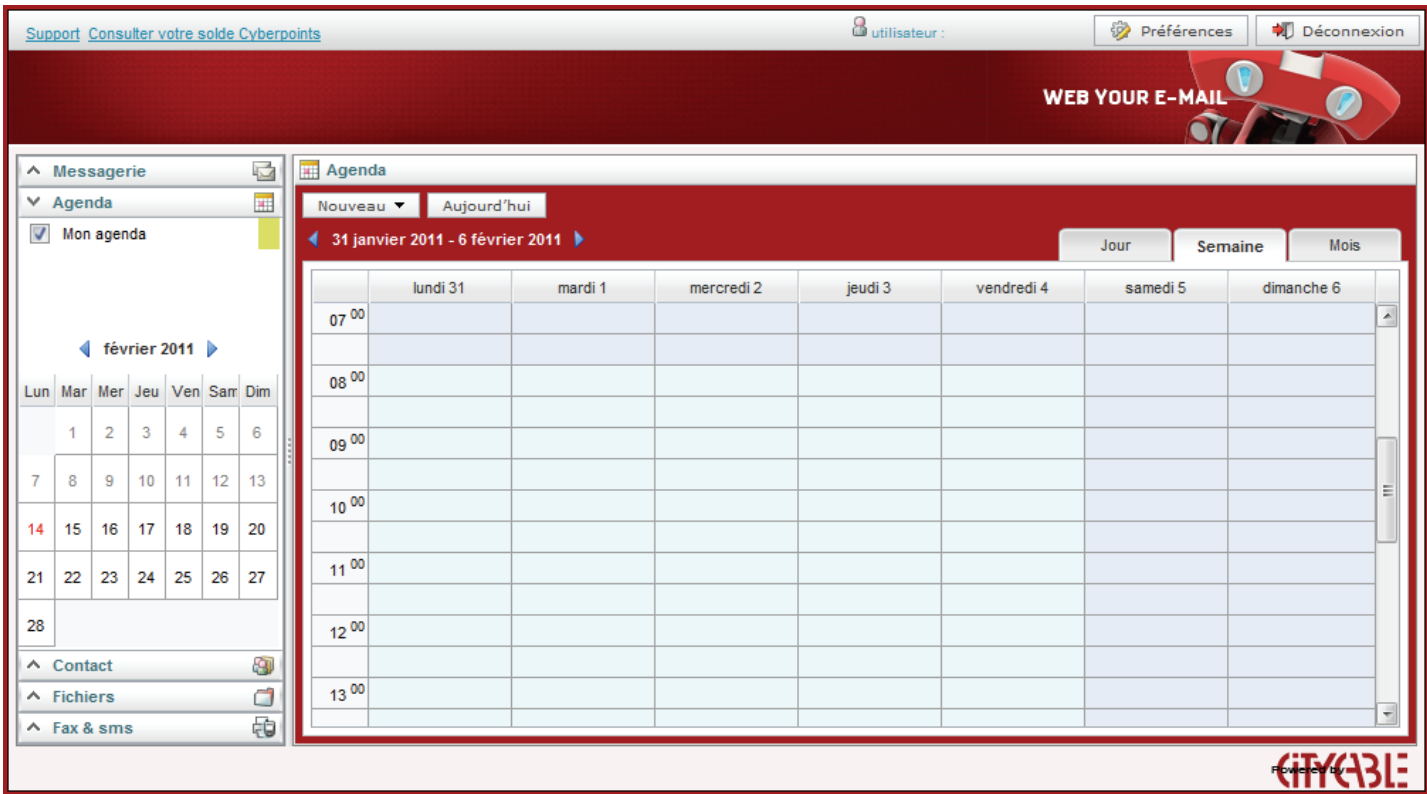 Support Consulter votre solde Cyberpoints utilisateur : Préférences Déconnexion
WEB YOUR E-MAIL
Messagerie
Agenda
Mon agenda
février 2011
Lun Mar Mer Jeu Ven Sam Dim
1 2 3 4 5 6
7 8 9 10 11 12 13
14 15 16 17 18 19 20
21 22 23 24 25 26 27
28
Contact
Fichiers
Fax & sms
Agenda
Nouveau Aujourd'hui
31 janvier 2011 - 6 février 2011 Jour Semaine Mois
lundi 31 mardi 1 mercredi 2 jeudi 3 vendredi 4 samedi 5 dimanche 6
07 00
08 00
09 00
10 00
11 00
12 00
13 00
Powered by CITYCABLE